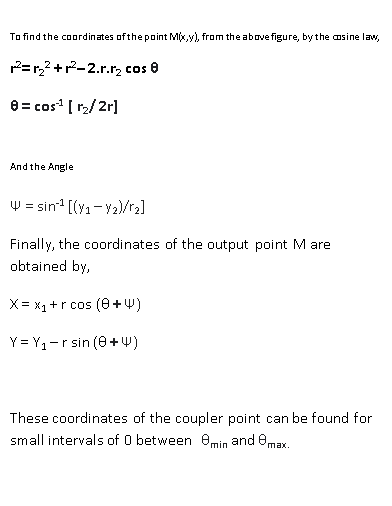 To find the coordinates of the point M(x,y), from the above figure, by the cosine law,
r²= r₂² + r²– 2.r.r₂ cos θ
θ = cos⁻¹ [ r₂/ 2r]
And the Angle
Ψ = sin⁻¹ [(y₁ – y₂)/r₂]
Finally, the coordinates of the output point M are
obtained by,
X = x₁ + r cos (θ + Ψ)
Y = Y₁ – r sin (θ + Ψ)
These coordinates of the coupler point can be found for
small intervals of 0 between θmin and θmax.